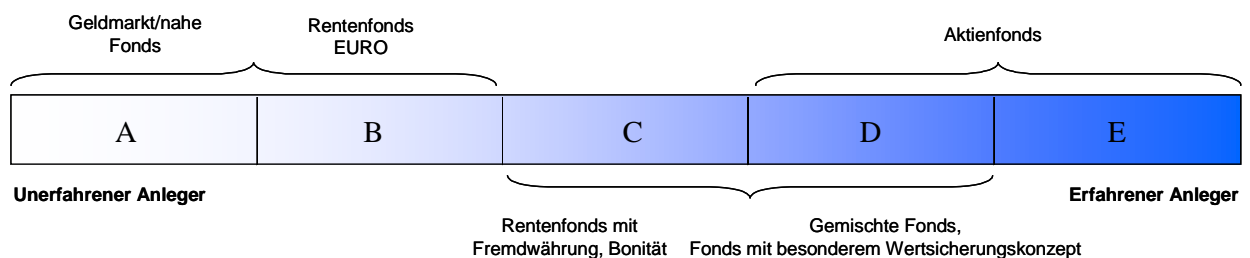 Geldmarkt/nahe
Fonds
Rentenfonds
EURO
Aktienfonds
A
B
C
D
E
Unerfahrener Anleger
Erfahrener Anleger
Rentenfonds mit
Fremdwährung, Bonität
Gemischte Fonds,
Fonds mit besonderem Wertsicherungskonzept